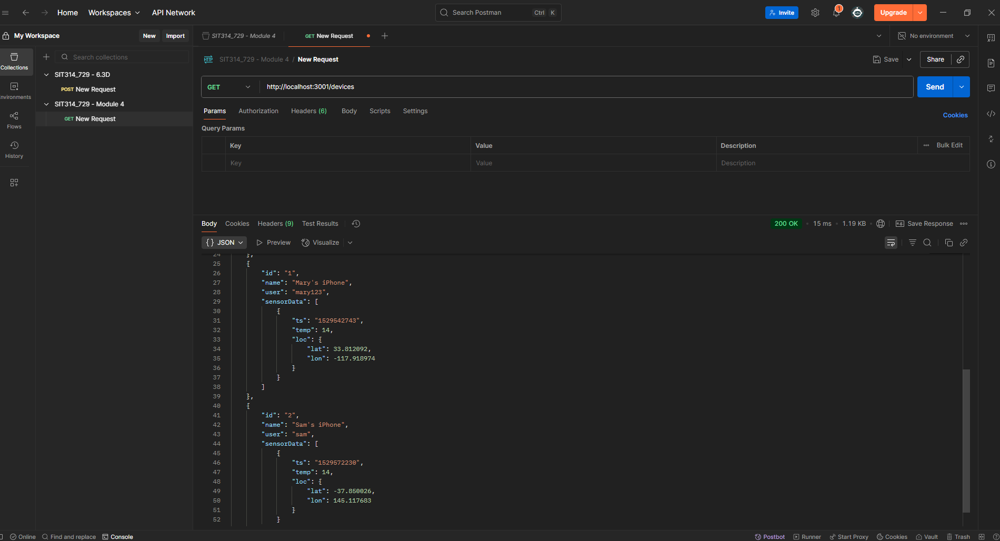 Home Workspaces API Network Search Postman Ctrl K Invite 1 Upgrade
My Workspace New Import SIT314_729 - Module 4 GET New Request No environment
Collections
Environments
Flows
History
Search collections
SIT314_729 - 6.3D
POST New Request
SIT314_729 - Module 4
GET New Request
HTTP SIT314_729 - Module 4 / New Request Save Share
GET http://localhost:3001/devices Send
Params Authorization Headers (6) Body Scripts Settings Cookies
Query Params
Key Value Description Bulk Edit
Key Value Description
Body Cookies Headers (9) Test Results 200 OK 15 ms 1.19 KB e.g. Save Response
{} JSON Preview Visualize
24 },
25 {
26 "id": "1",
27 "name": "Mary's iPhone",
28 "user": "mary123",
29 "sensorData": [
30 {
31 "ts": "1529542743",
32 "temp": 14,
33 "loc": {
34 "lat": 33.812092,
35 "lon": -117.918974
36 }
37 }
38 ]
39 },
40 {
41 "id": "2",
42 "name": "Sam's iPhone",
43 "user": "sam",
44 "sensorData": [
45 {
46 "ts": "1529572230",
47 "temp": 14,
48 "loc": {
49 "lat": -37.850026,
50 "lon": 145.117683
51 }
52 }
Online Find and replace Console Postbot Runner Start Proxy Cookies Vault Trash